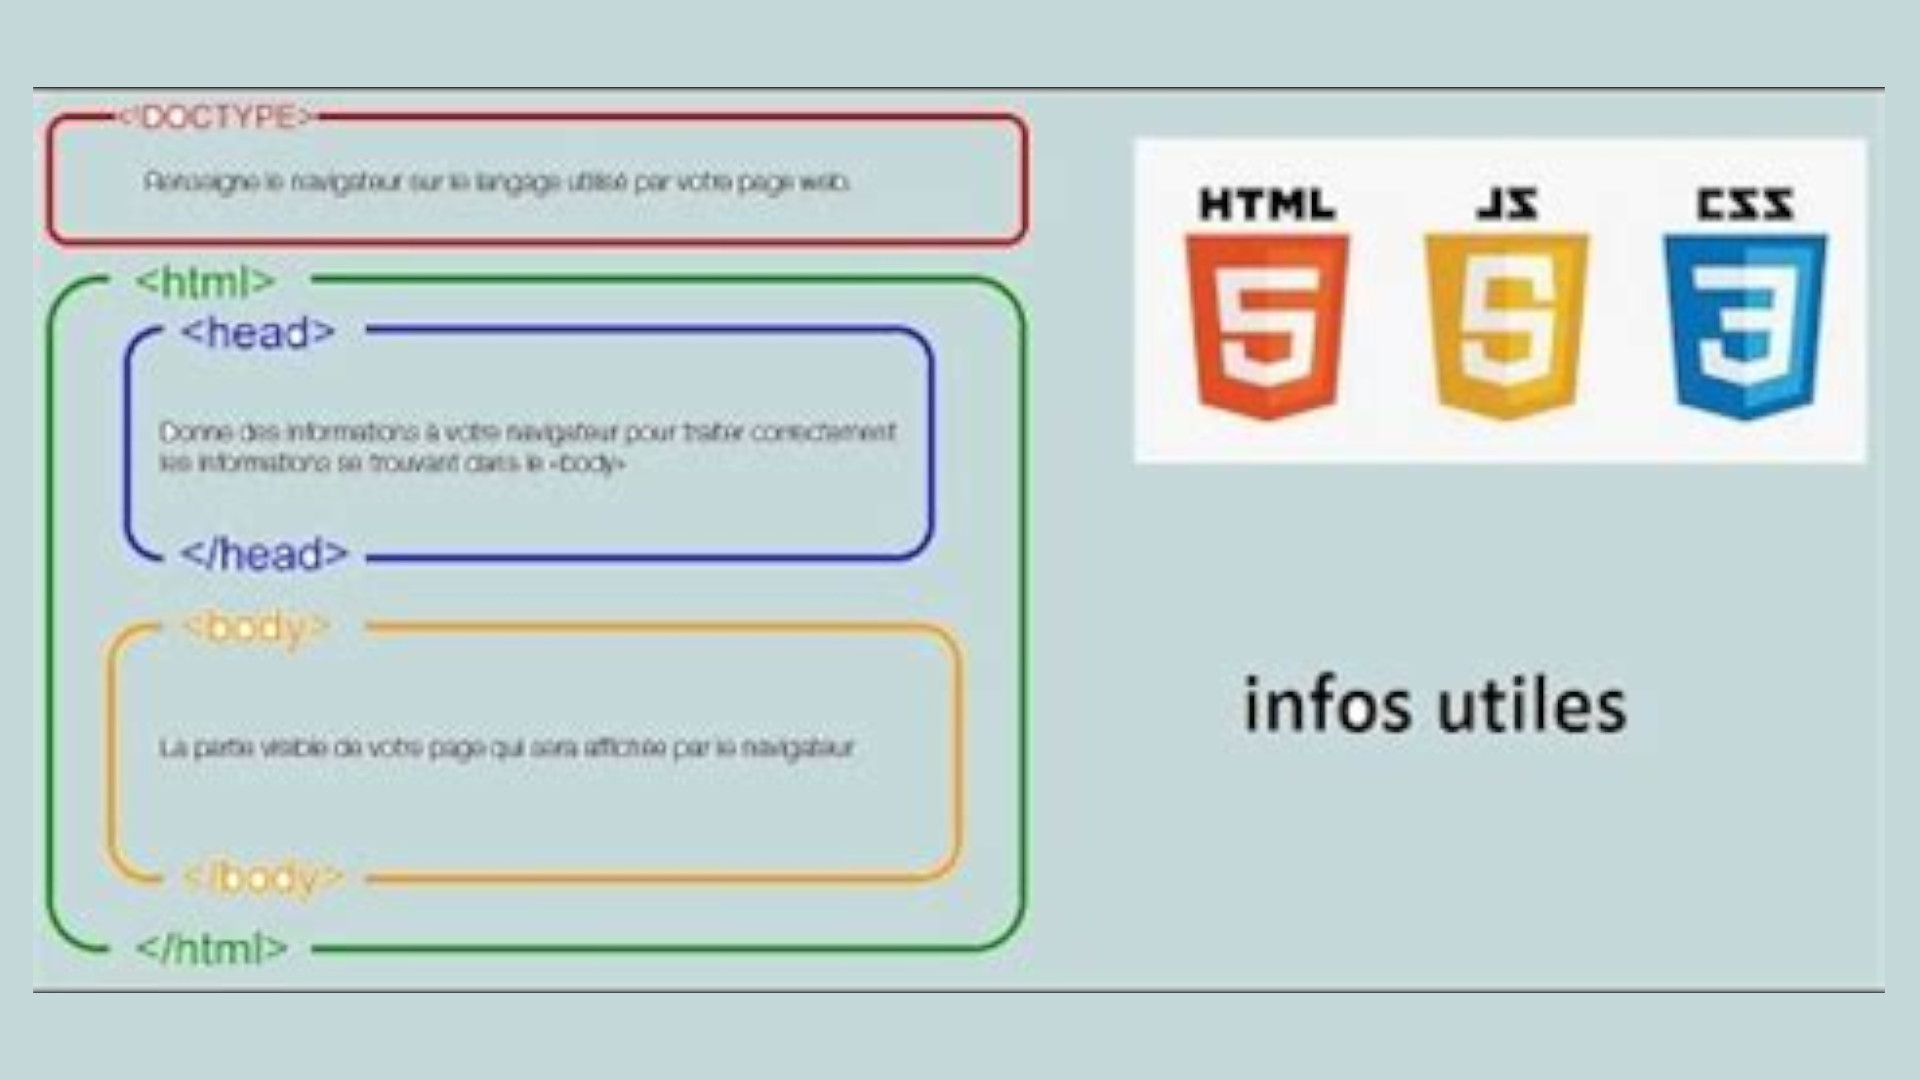 <!DOCTYPE>
Renseigne le navigateur sur le langage utilisé par votre page web.
<html>
<head>
Donne des informations à votre navigateur pour traiter correctement
les informations se trouvant dans le <body>
</head>
<body>
La partie visible de votre page qui sera affichée par le navigateur
</body>
</html>
HTML JS CSS
5 S 3
infos utiles